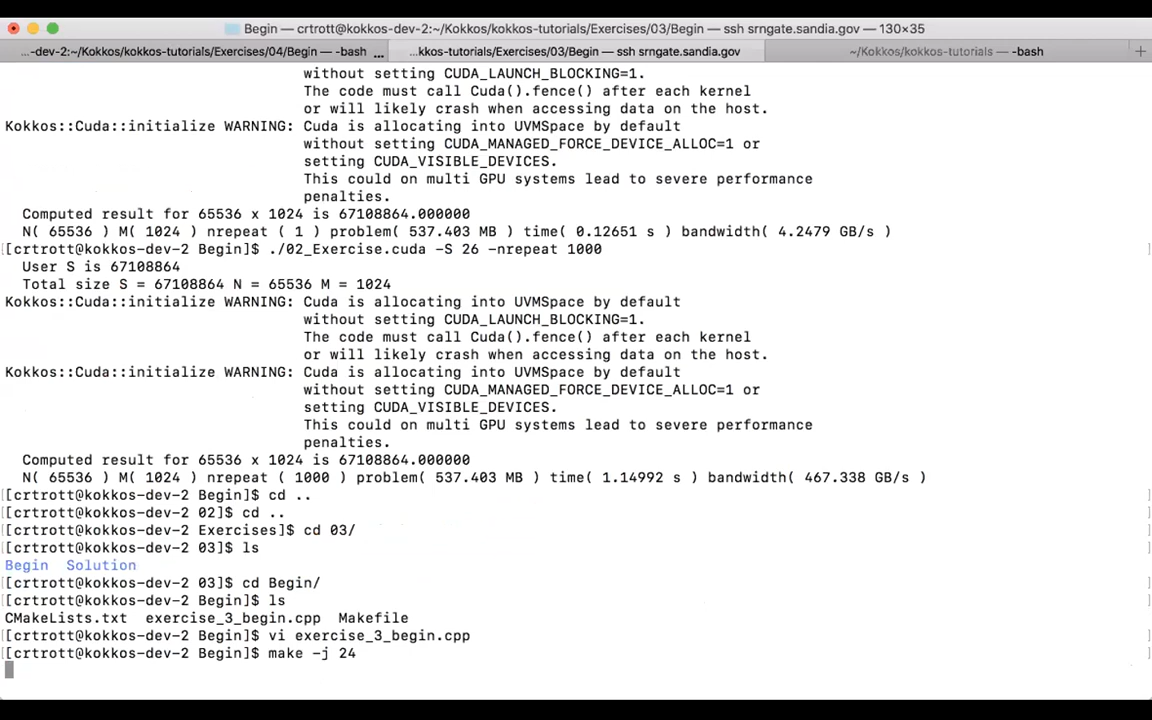 Begin — crtrott@kokkos-dev-2:~/Kokkos/kokkos-tutorials/Exercises/03/Begin — ssh srngate.sandia.gov — 130×35
...-dev-2:~/Kokkos/kokkos-tutorials/Exercises/04/Begin — -bash ... ...kkos-tutorials/Exercises/03/Begin — ssh srngate.sandia.gov ~/Kokkos/kokkos-tutorials — -bash +
without setting CUDA_LAUNCH_BLOCKING=1.
The code must call Cuda().fence() after each kernel
or will likely crash when accessing data on the host.
Kokkos::Cuda::initialize WARNING: Cuda is allocating into UVMSpace by default
without setting CUDA_MANAGED_FORCE_DEVICE_ALLOC=1 or
setting CUDA_VISIBLE_DEVICES.
This could on multi GPU systems lead to severe performance
penalties.
Computed result for 65536 x 1024 is 67108864.000000
N( 65536 ) M( 1024 ) nrepeat ( 1 ) problem( 537.403 MB ) time( 0.12651 s ) bandwidth( 4.2479 GB/s )
[crtrott@kokkos-dev-2 Begin]$ ./02_Exercise.cuda -S 26 -nrepeat 1000
User S is 67108864
Total size S = 67108864 N = 65536 M = 1024
Kokkos::Cuda::initialize WARNING: Cuda is allocating into UVMSpace by default
without setting CUDA_LAUNCH_BLOCKING=1.
The code must call Cuda().fence() after each kernel
or will likely crash when accessing data on the host.
Kokkos::Cuda::initialize WARNING: Cuda is allocating into UVMSpace by default
without setting CUDA_MANAGED_FORCE_DEVICE_ALLOC=1 or
setting CUDA_VISIBLE_DEVICES.
This could on multi GPU systems lead to severe performance
penalties.
Computed result for 65536 x 1024 is 67108864.000000
N( 65536 ) M( 1024 ) nrepeat ( 1000 ) problem( 537.403 MB ) time( 1.14992 s ) bandwidth( 467.338 GB/s )
[crtrott@kokkos-dev-2 Begin]$ cd ..
[crtrott@kokkos-dev-2 02]$ cd ..
[crtrott@kokkos-dev-2 Exercises]$ cd 03/
[crtrott@kokkos-dev-2 03]$ ls
Begin Solution
[crtrott@kokkos-dev-2 03]$ cd Begin/
[crtrott@kokkos-dev-2 Begin]$ ls
CMakeLists.txt exercise_3_begin.cpp Makefile
[crtrott@kokkos-dev-2 Begin]$ vi exercise_3_begin.cpp
[crtrott@kokkos-dev-2 Begin]$ make -j 24